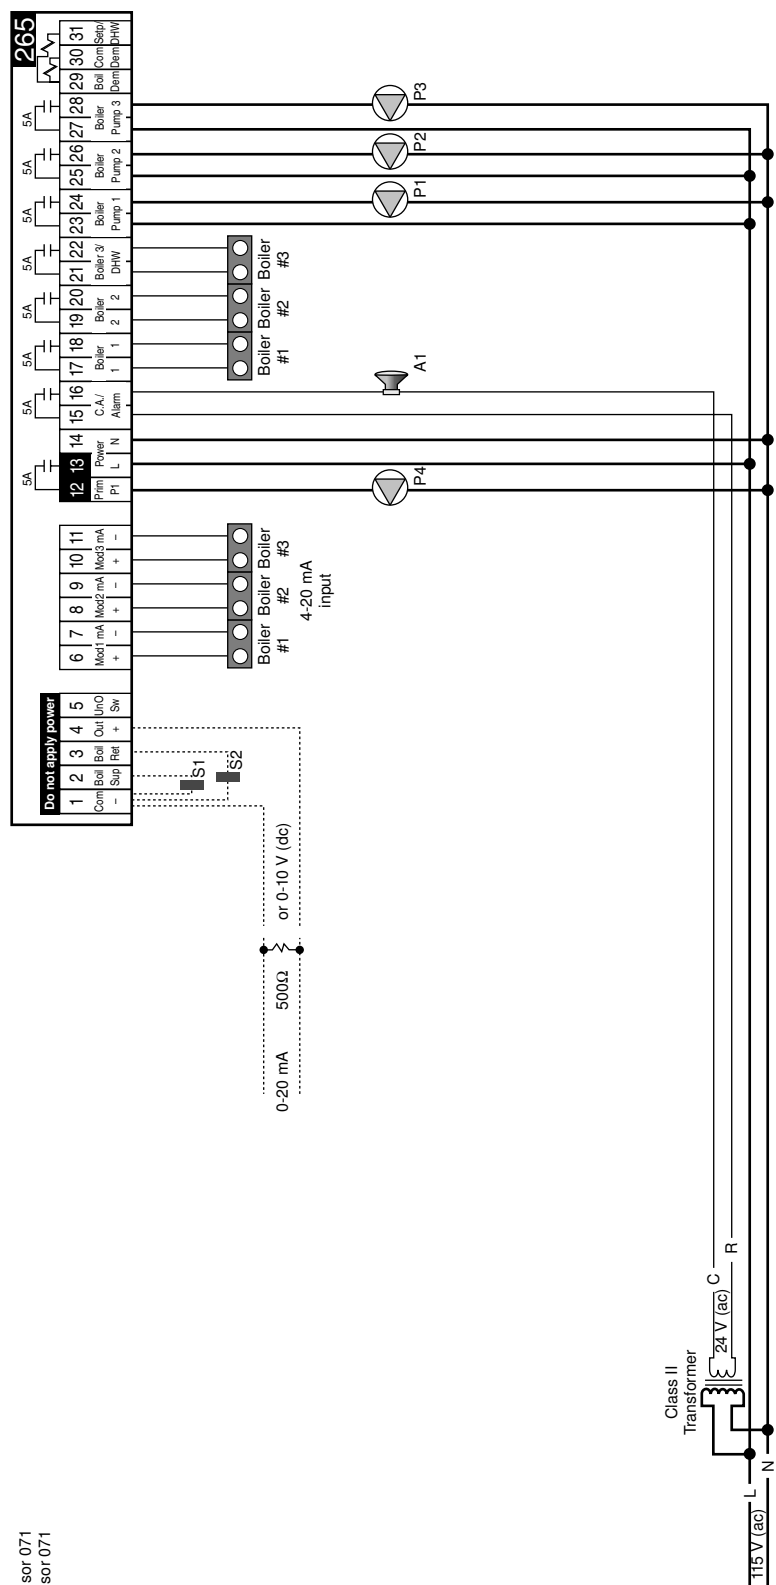 sor 071
sor 071
265
Do not apply power
5A 5A 5A 5A 5A 5A 5A 5A
1 2 3 4 5
Com Boil Boil Out UnO
– Sup Ret + Sw
6 7 8 9 10 11
Mod1 mA Mod2 mA Mod3 mA
+ – + – + –
12 13 14 15 16 17 18 19 20 21 22 23 24 25 26 27 28 29 30 31
Prim Power C.A./ Boiler Boiler Boiler 3/ Boiler Boiler Boiler Boil Com Setp/
P1 L N Alarm 1 1 2 2 DHW Pump 1 Pump 2 Pump 3 Dem Dem DHW
S1
S2
0-20 mA
500Ω
or 0-10 V (dc)
Boiler Boiler Boiler
#1 #2 #3
4-20 mA
input
Boiler Boiler Boiler
#1 #2 #3
P4
A1
P1
P2
P3
Class II
Transformer
24 V (ac)
C
R
115 V (ac)
L
N